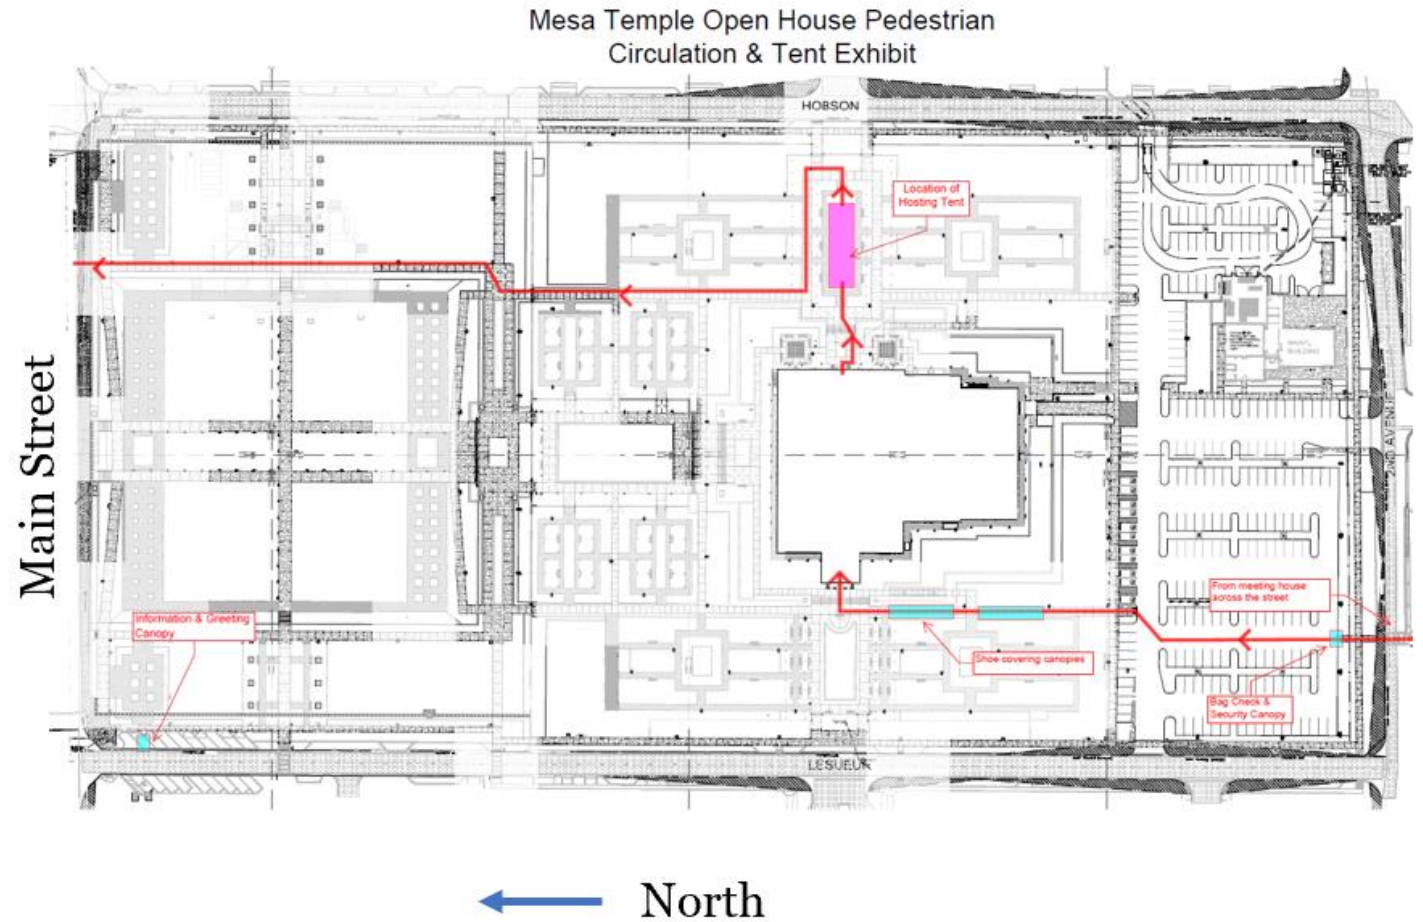 Mesa Temple Open House Pedestrian
Circulation & Tent Exhibit
HOBSON
Location of
Hosting Tent
Main Street
2ND AVENUE
From meeting house
across the street
Information & Greeting
Canopy
Shoe covering canopies
Bag Check &
Security Canopy
LESUEUR
North